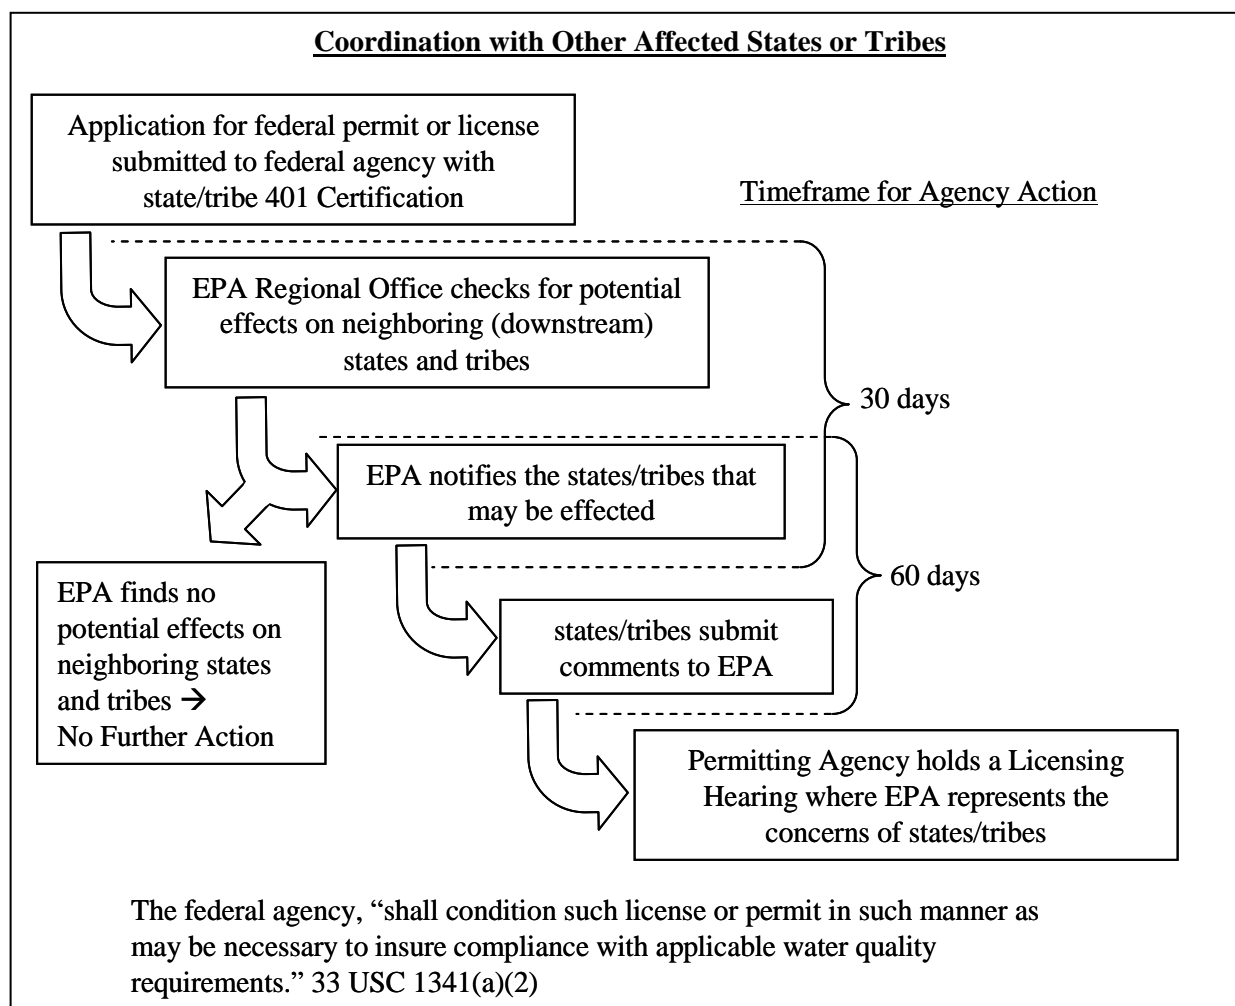 Coordination with Other Affected States or Tribes
Application for federal permit or license
submitted to federal agency with
state/tribe 401 Certification
Timeframe for Agency Action
EPA Regional Office checks for potential
effects on neighboring (downstream)
states and tribes
30 days
EPA notifies the states/tribes that
may be effected
60 days
EPA finds no
potential effects on
neighboring states
and tribes →
No Further Action
states/tribes submit
comments to EPA
Permitting Agency holds a Licensing
Hearing where EPA represents the
concerns of states/tribes
The federal agency, “shall condition such license or permit in such manner as
may be necessary to insure compliance with applicable water quality
requirements.” 33 USC 1341(a)(2)